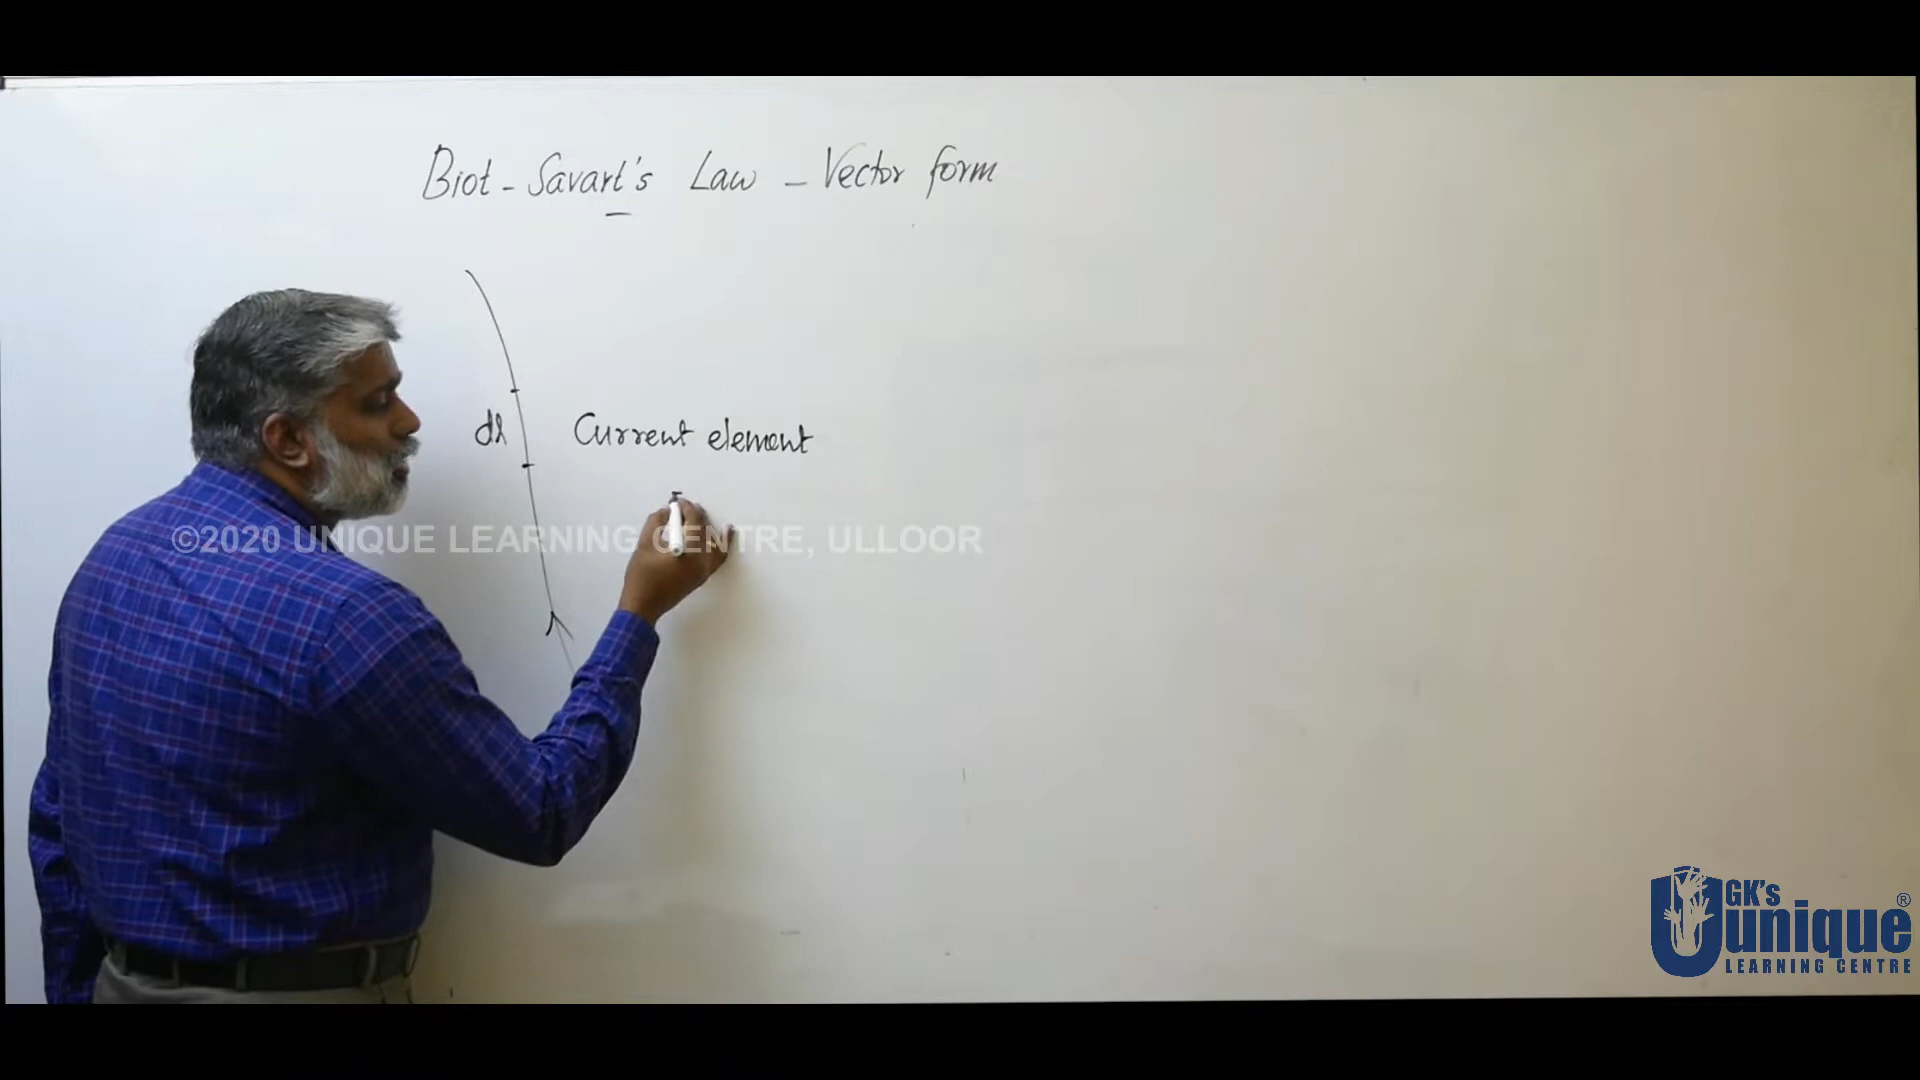 Biot - Savart's Law - Vector form
dl Current element
©2020 UNIQUE LEARNING CENTRE, ULLOOR
GK's
unique®
LEARNING CENTRE